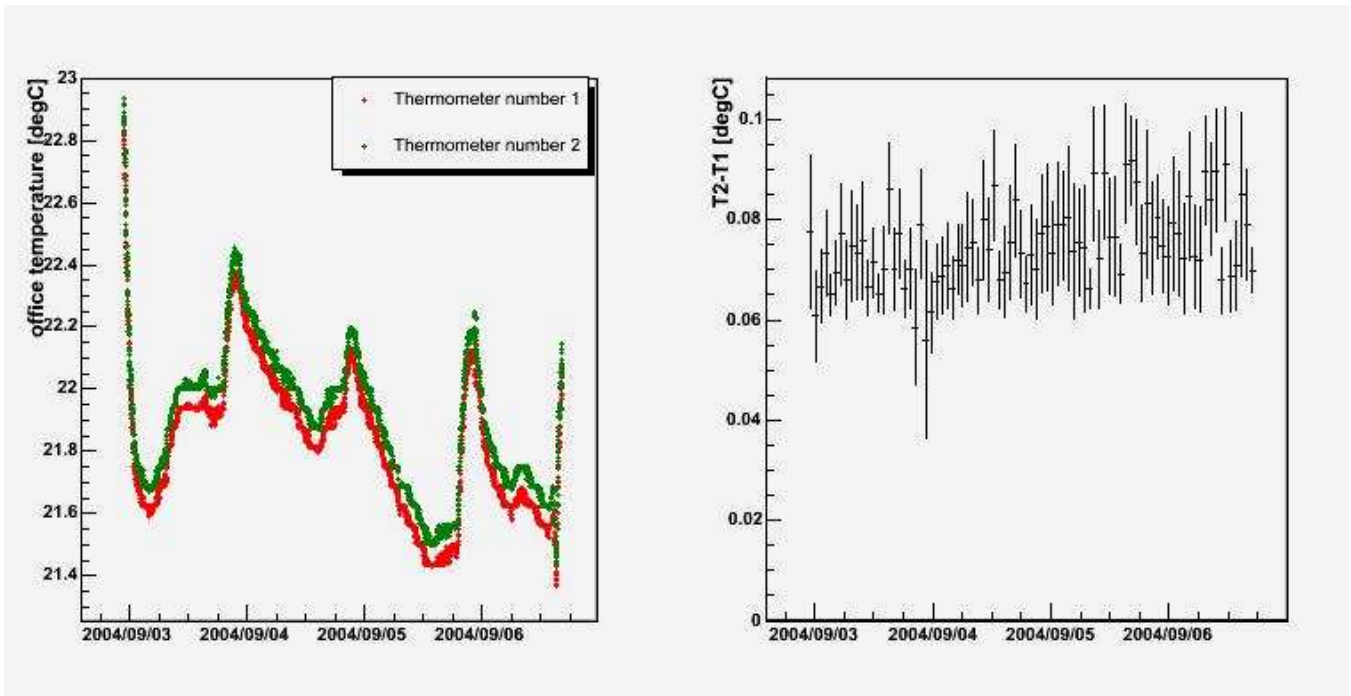 office temperature [degC]
23
22.8
22.6
22.4
22.2
22
21.8
21.6
21.4
Thermometer number 1
Thermometer number 2
2004/09/03 2004/09/04 2004/09/05 2004/09/06
T2-T1 [degC]
0.1
0.08
0.06
0.04
0.02
0
2004/09/03 2004/09/04 2004/09/05 2004/09/06